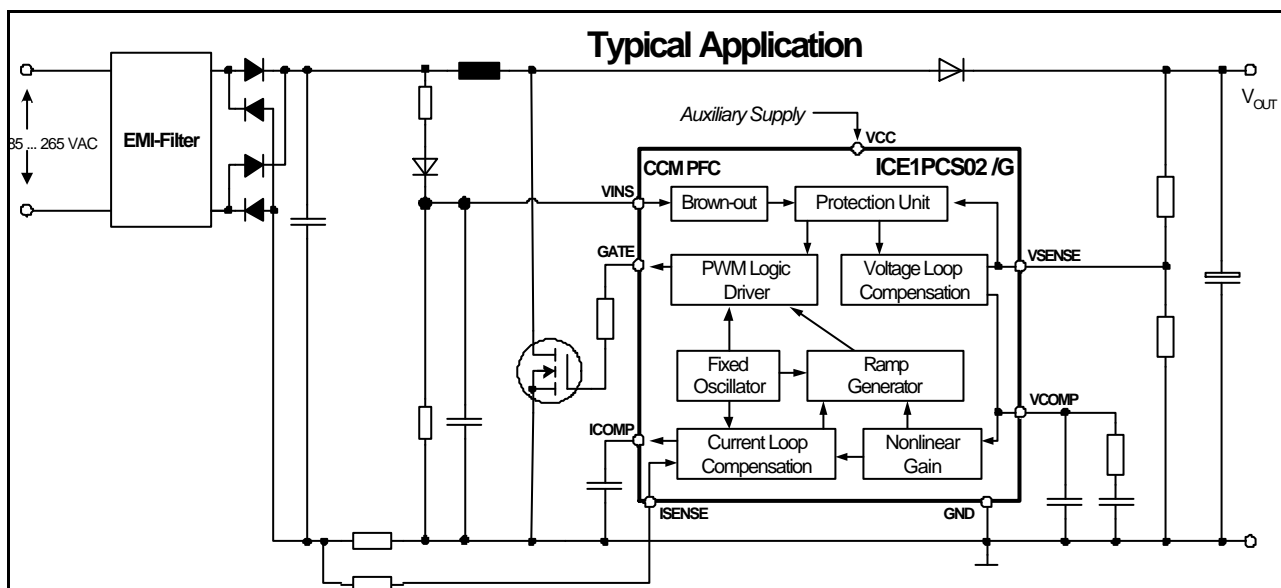 Typical Application
85 ... 265 VAC
EMI-Filter
Auxiliary Supply
VCC
V_OUT
CCM PFC
ICE1PCS02 /G
VINS
Brown-out
Protection Unit
GATE
PWM Logic
Driver
Voltage Loop
Compensation
VSENSE
Fixed
Oscillator
Ramp
Generator
VCOMP
ICOMP
Current Loop
Compensation
Nonlinear
Gain
ISENSE
GND